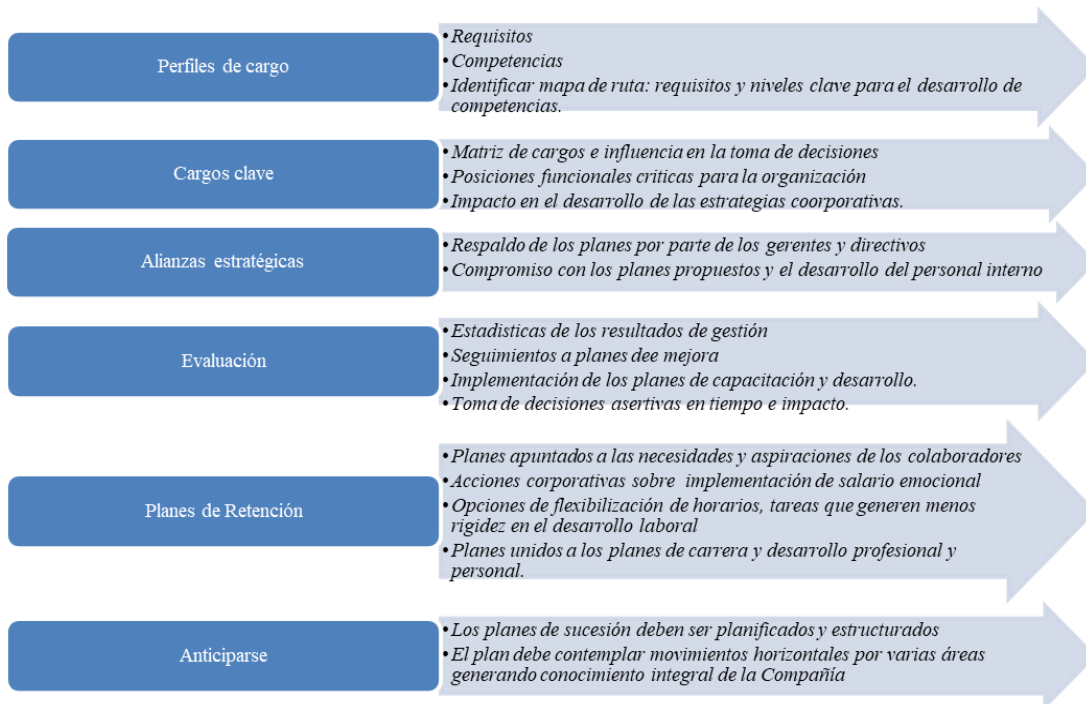 Perfiles de cargo
•Requisitos
•Competencias
•Identificar mapa de ruta: requisitos y niveles clave para el desarrollo de
competencias.
Cargos clave
•Matriz de cargos e influencia en la toma de decisiones
•Posiciones funcionales criticas para la organización
•Impacto en el desarrollo de las estrategias coorporativas.
Alianzas estratégicas
•Respaldo de los planes por parte de los gerentes y directivos
•Compromiso con los planes propuestos y el desarrollo del personal interno
Evaluación
•Estadisticas de los resultados de gestión
•Seguimientos a planes dee mejora
•Implementación de los planes de capacitación y desarrollo.
•Toma de decisiones asertivas en tiempo e impacto.
Planes de Retención
•Planes apuntados a las necesidades y aspiraciones de los colaboradores
•Acciones corporativas sobre implementación de salario emocional
•Opciones de flexibilización de horarios, tareas que generen menos
rigidez en el desarrollo laboral
•Planes unidos a los planes de carrera y desarrollo profesional y
personal.
Anticiparse
•Los planes de sucesión deben ser planificados y estructurados
•El plan debe contemplar movimientos horizontales por varias áreas
generando conocimiento integral de la Compañía